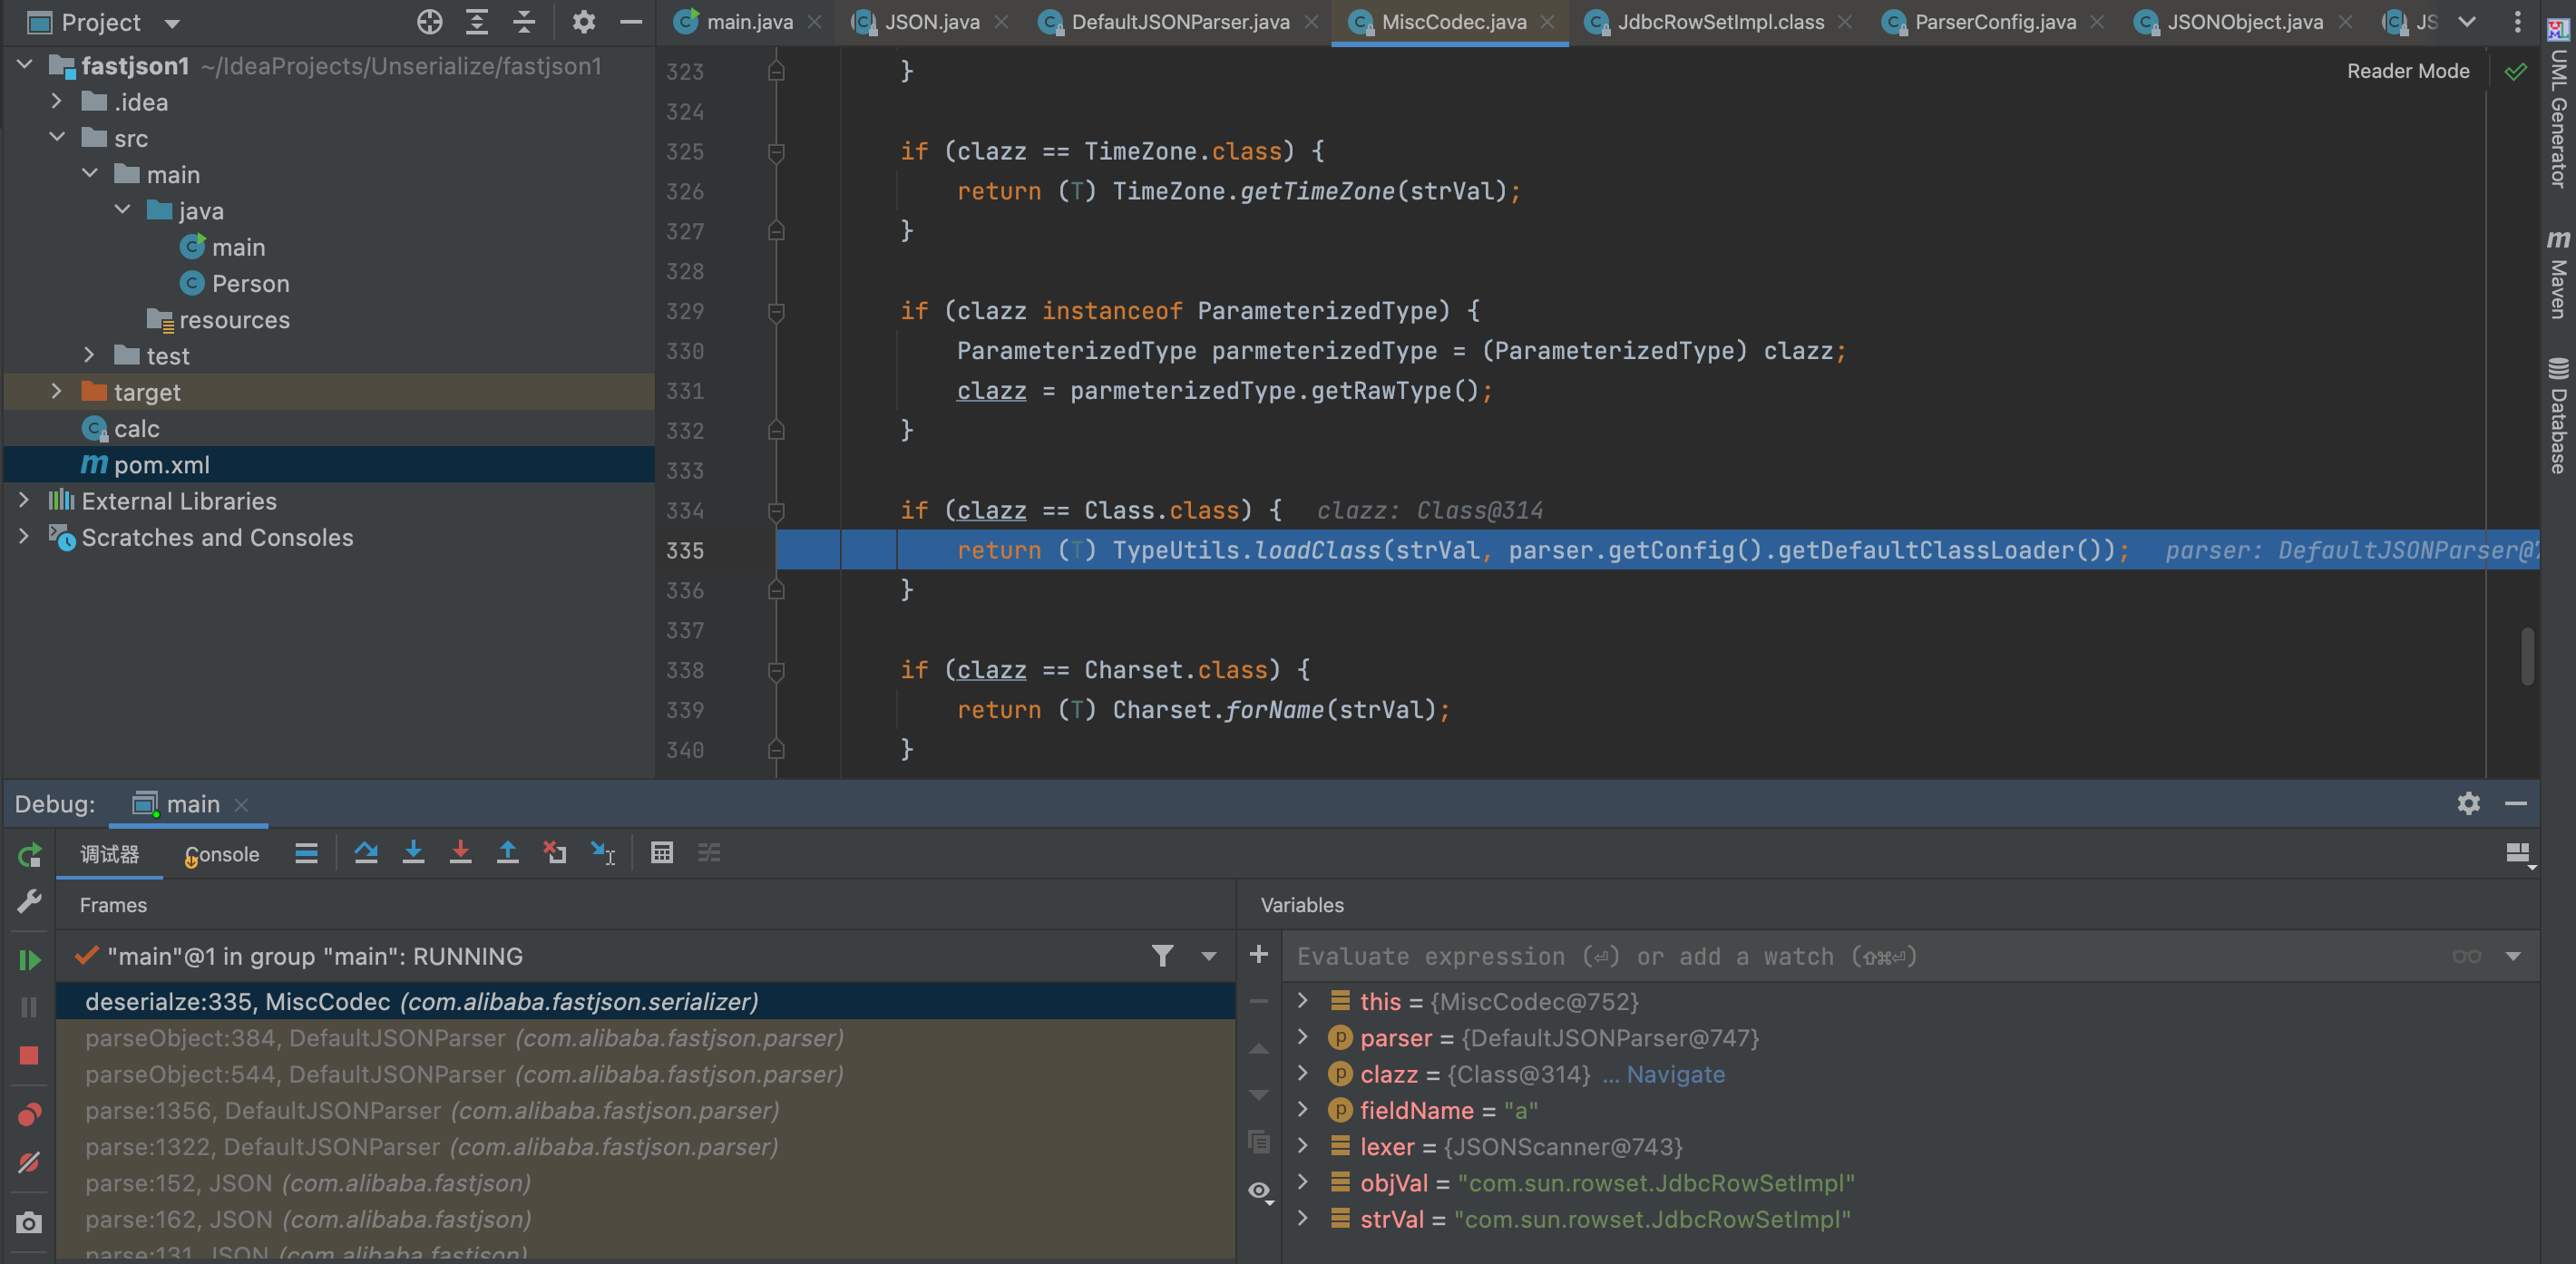 Project
main.java
JSON.java
DefaultJSONParser.java
MiscCodec.java
JdbcRowSetImpl.class
ParserConfig.java
JSONObject.java
JS
fastjson1 ~/IdeaProjects/Unserialize/fastjson1
.idea
src
main
java
main
Person
resources
test
target
calc
pom.xml
External Libraries
Scratches and Consoles
Reader Mode
323 }
324
325 if (clazz == TimeZone.class) {
326 return (T) TimeZone.getTimeZone(strVal);
327 }
328
329 if (clazz instanceof ParameterizedType) {
330 ParameterizedType parmeterizedType = (ParameterizedType) clazz;
331 clazz = parmeterizedType.getRawType();
332 }
333
334 if (clazz == Class.class) { clazz: Class@314
335 return (T) TypeUtils.loadClass(strVal, parser.getConfig().getDefaultClassLoader()); parser: DefaultJSONParser@7
336 }
337
338 if (clazz == Charset.class) {
339 return (T) Charset.forName(strVal);
340 }
UML Generator
Maven
Database
Debug:
main
调试器
Console
Frames
"main"@1 in group "main": RUNNING
deserialze:335, MiscCodec (com.alibaba.fastjson.serializer)
parseObject:384, DefaultJSONParser (com.alibaba.fastjson.parser)
parseObject:544, DefaultJSONParser (com.alibaba.fastjson.parser)
parse:1356, DefaultJSONParser (com.alibaba.fastjson.parser)
parse:1322, DefaultJSONParser (com.alibaba.fastjson.parser)
parse:152, JSON (com.alibaba.fastjson)
parse:162, JSON (com.alibaba.fastjson)
parse:131, JSON (com.alibaba.fastjson)
Variables
Evaluate expression (⏎) or add a watch (⇧⌘⏎)
this = {MiscCodec@752}
parser = {DefaultJSONParser@747}
clazz = {Class@314} ... Navigate
fieldName = "a"
lexer = {JSONScanner@743}
objVal = "com.sun.rowset.JdbcRowSetImpl"
strVal = "com.sun.rowset.JdbcRowSetImpl"